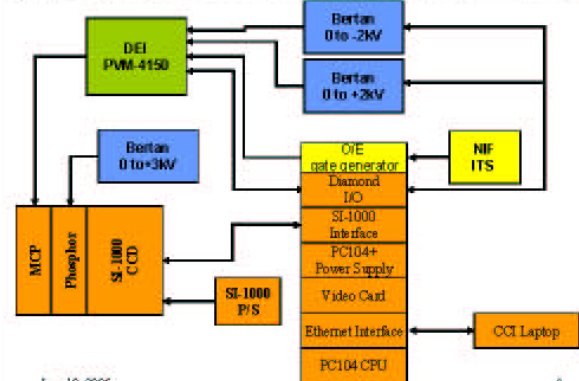 Bertan
0 to -2kV
DEI
PVM-4150
Bertan
0 to +2kV
Bertan
0 to+3kV
O/E
gate generator
NIF
ITS
Diamond
I/O
SI-1000
Interface
MCP
Phosphor
SI-1000
CCD
PC104+
Power Supply
SI-1000
P/S
Video Card
Ethernet Interface
CCI Laptop
PC104 CPU